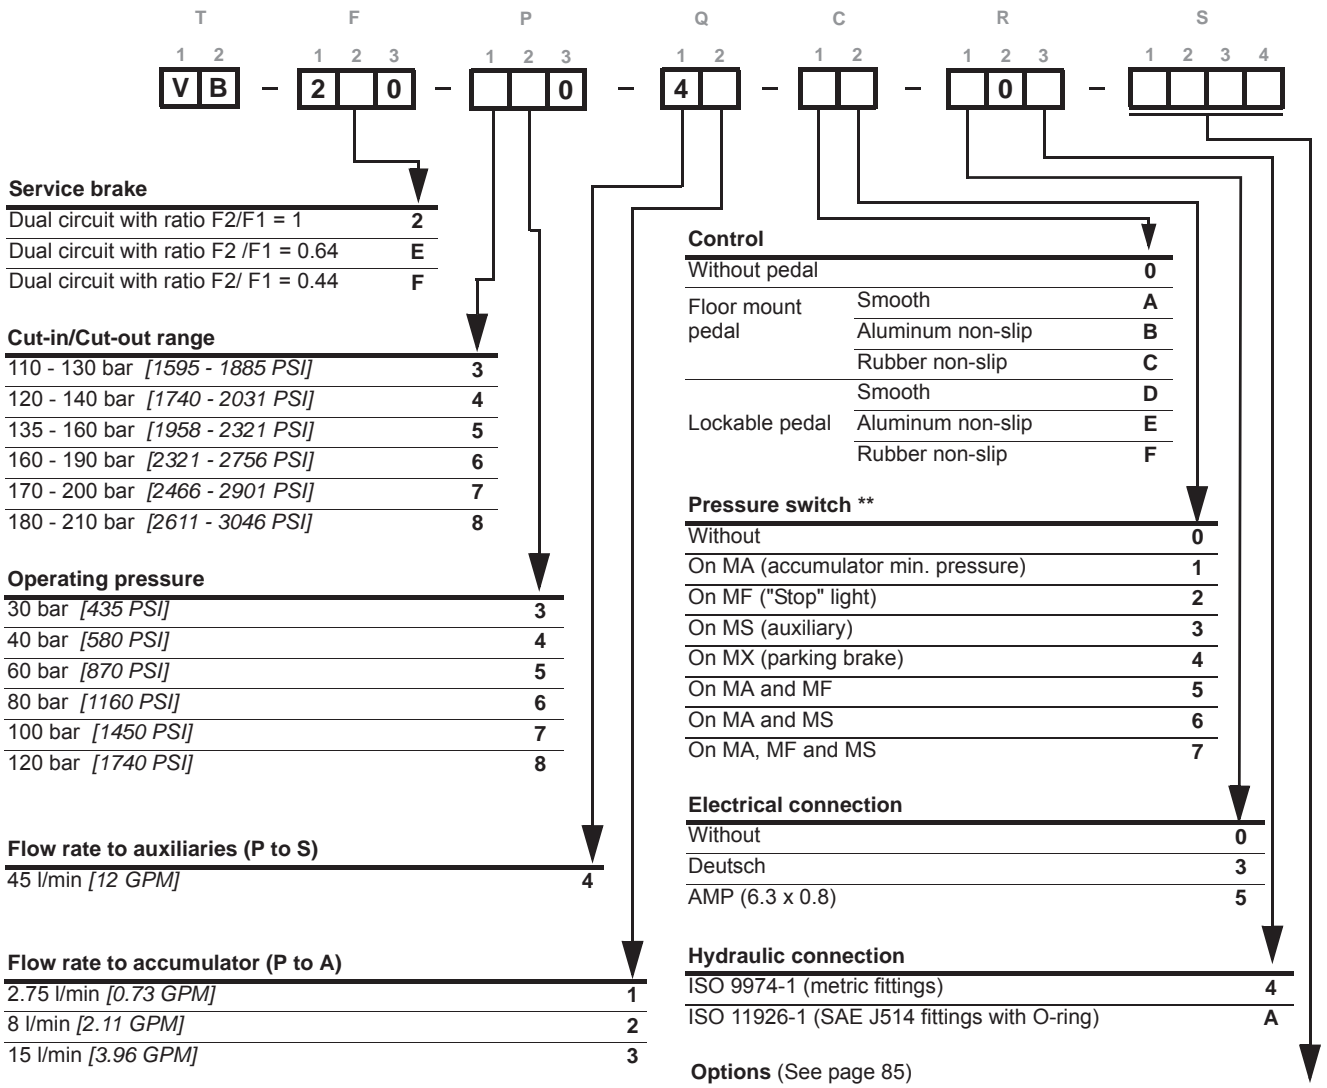 T F P Q C R S
1 2 1 2 3 1 2 3 1 2 1 2 1 2 3 1 2 3 4
V B – 2 0 – 0 – 4 – – 0 –
Service brake
Dual circuit with ratio F2/F1 = 1 2
Dual circuit with ratio F2 /F1 = 0.64 E
Dual circuit with ratio F2/ F1 = 0.44 F
Cut-in/Cut-out range
110 - 130 bar [1595 - 1885 PSI] 3
120 - 140 bar [1740 - 2031 PSI] 4
135 - 160 bar [1958 - 2321 PSI] 5
160 - 190 bar [2321 - 2756 PSI] 6
170 - 200 bar [2466 - 2901 PSI] 7
180 - 210 bar [2611 - 3046 PSI] 8
Operating pressure
30 bar [435 PSI] 3
40 bar [580 PSI] 4
60 bar [870 PSI] 5
80 bar [1160 PSI] 6
100 bar [1450 PSI] 7
120 bar [1740 PSI] 8
Flow rate to auxiliaries (P to S)
45 l/min [12 GPM] 4
Flow rate to accumulator (P to A)
2.75 l/min [0.73 GPM] 1
8 l/min [2.11 GPM] 2
15 l/min [3.96 GPM] 3
Control
Without pedal 0
Floor mount pedal
Smooth A
Aluminum non-slip B
Rubber non-slip C
Lockable pedal
Smooth D
Aluminum non-slip E
Rubber non-slip F
Pressure switch **
Without 0
On MA (accumulator min. pressure) 1
On MF ("Stop" light) 2
On MS (auxiliary) 3
On MX (parking brake) 4
On MA and MF 5
On MA and MS 6
On MA, MF and MS 7
Electrical connection
Without 0
Deutsch 3
AMP (6.3 x 0.8) 5
Hydraulic connection
ISO 9974-1 (metric fittings) 4
ISO 11926-1 (SAE J514 fittings with O-ring) A
Options (See page 85)